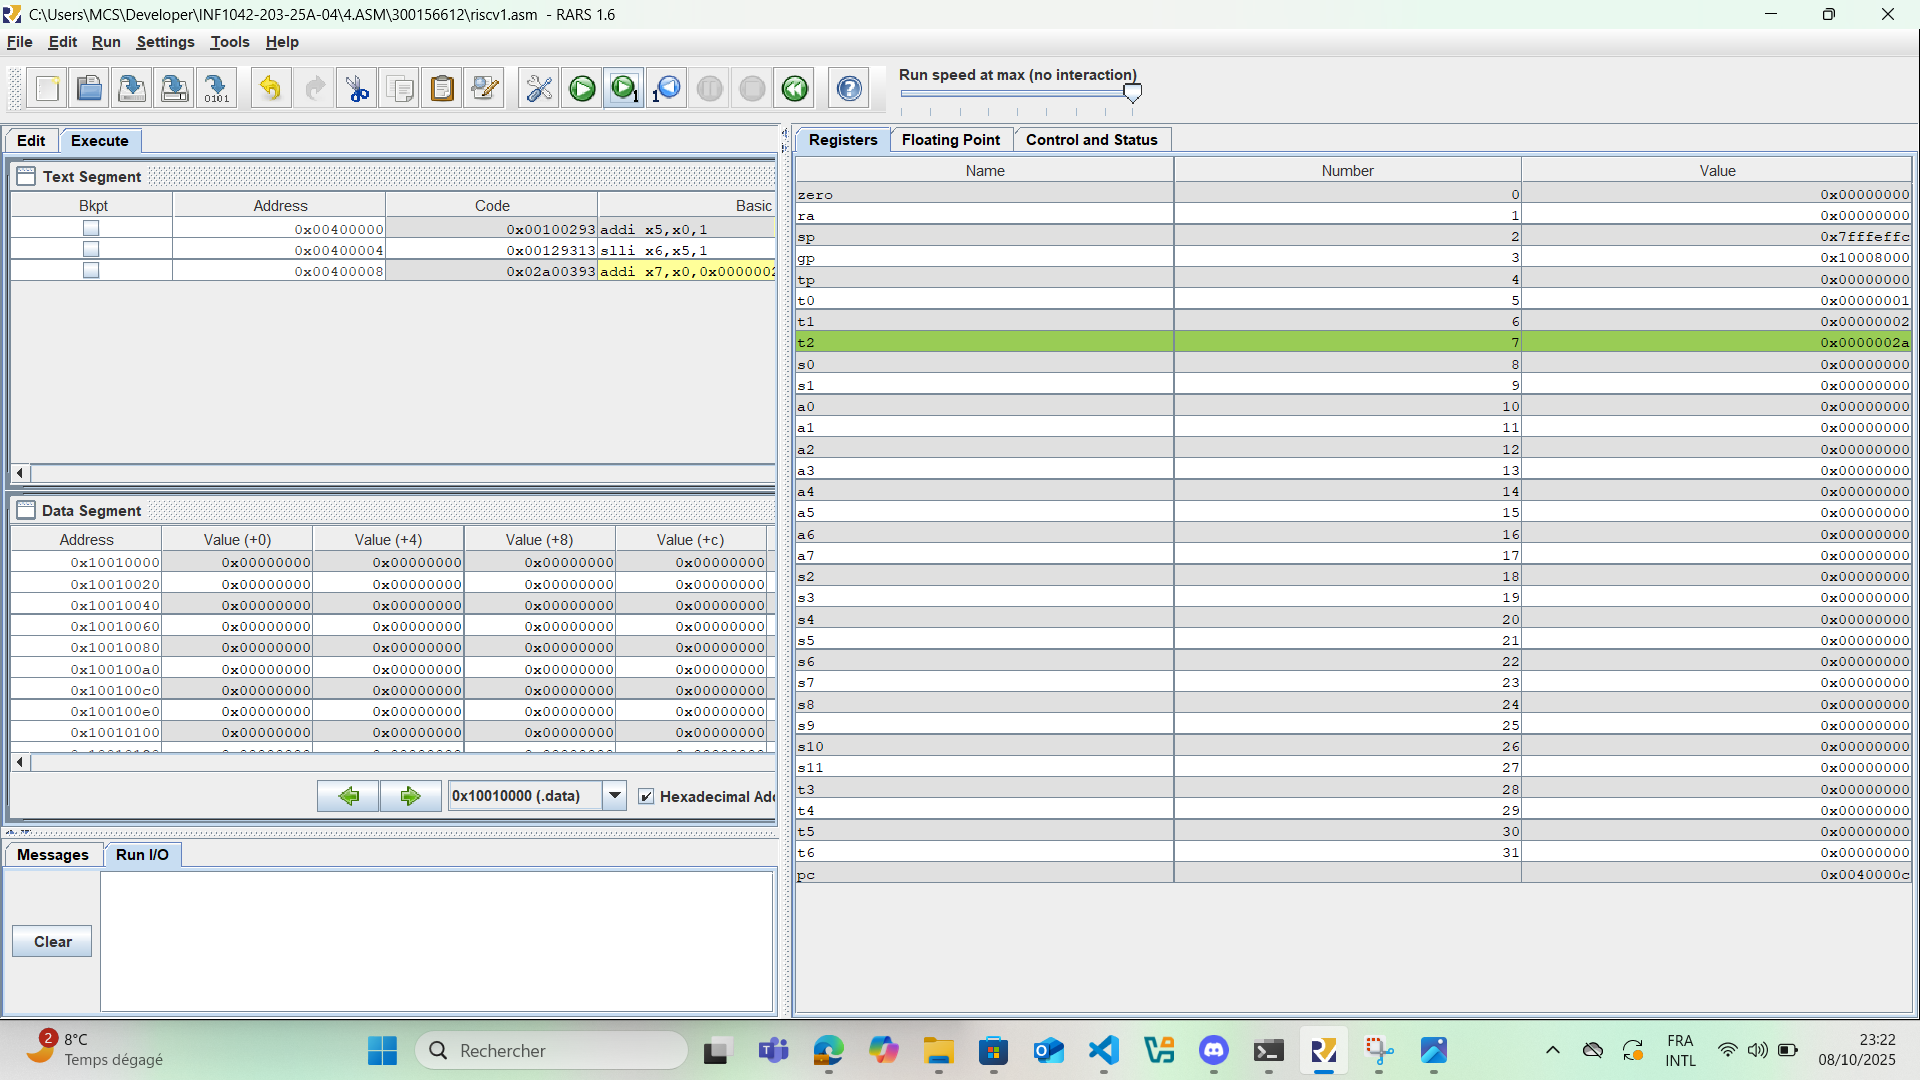 C:\Users\MCS\Developer\INF1042-203-25A-04\4.ASM\300156612\riscv1.asm - RARS 1.6
File Edit Run Settings Tools Help
Run speed at max (no interaction)
Edit Execute
Text Segment
Bkpt Address Code Basic
0x00400000 0x00100293 addi x5,x0,1
0x00400004 0x00129313 slli x6,x5,1
0x00400008 0x02a00393 addi x7,x0,0x0000002
Data Segment
Address Value (+0) Value (+4) Value (+8) Value (+c)
0x10010000 0x00000000 0x00000000 0x00000000 0x00000000
0x10010020 0x00000000 0x00000000 0x00000000 0x00000000
0x10010040 0x00000000 0x00000000 0x00000000 0x00000000
0x10010060 0x00000000 0x00000000 0x00000000 0x00000000
0x10010080 0x00000000 0x00000000 0x00000000 0x00000000
0x100100a0 0x00000000 0x00000000 0x00000000 0x00000000
0x100100c0 0x00000000 0x00000000 0x00000000 0x00000000
0x100100e0 0x00000000 0x00000000 0x00000000 0x00000000
0x10010100 0x00000000 0x00000000 0x00000000 0x00000000
0x10010000 (.data) Hexadecimal Add
Messages Run I/O
Clear
Registers Floating Point Control and Status
Name Number Value
zero 0 0x00000000
ra 1 0x00000000
sp 2 0x7fffeffc
gp 3 0x10008000
tp 4 0x00000000
t0 5 0x00000001
t1 6 0x00000002
t2 7 0x0000002a
s0 8 0x00000000
s1 9 0x00000000
a0 10 0x00000000
a1 11 0x00000000
a2 12 0x00000000
a3 13 0x00000000
a4 14 0x00000000
a5 15 0x00000000
a6 16 0x00000000
a7 17 0x00000000
s2 18 0x00000000
s3 19 0x00000000
s4 20 0x00000000
s5 21 0x00000000
s6 22 0x00000000
s7 23 0x00000000
s8 24 0x00000000
s9 25 0x00000000
s10 26 0x00000000
s11 27 0x00000000
t3 28 0x00000000
t4 29 0x00000000
t5 30 0x00000000
t6 31 0x00000000
pc 0x0040000c
2
8°C
Temps dégagé
Rechercher
FRA
INTL
23:22
08/10/2025